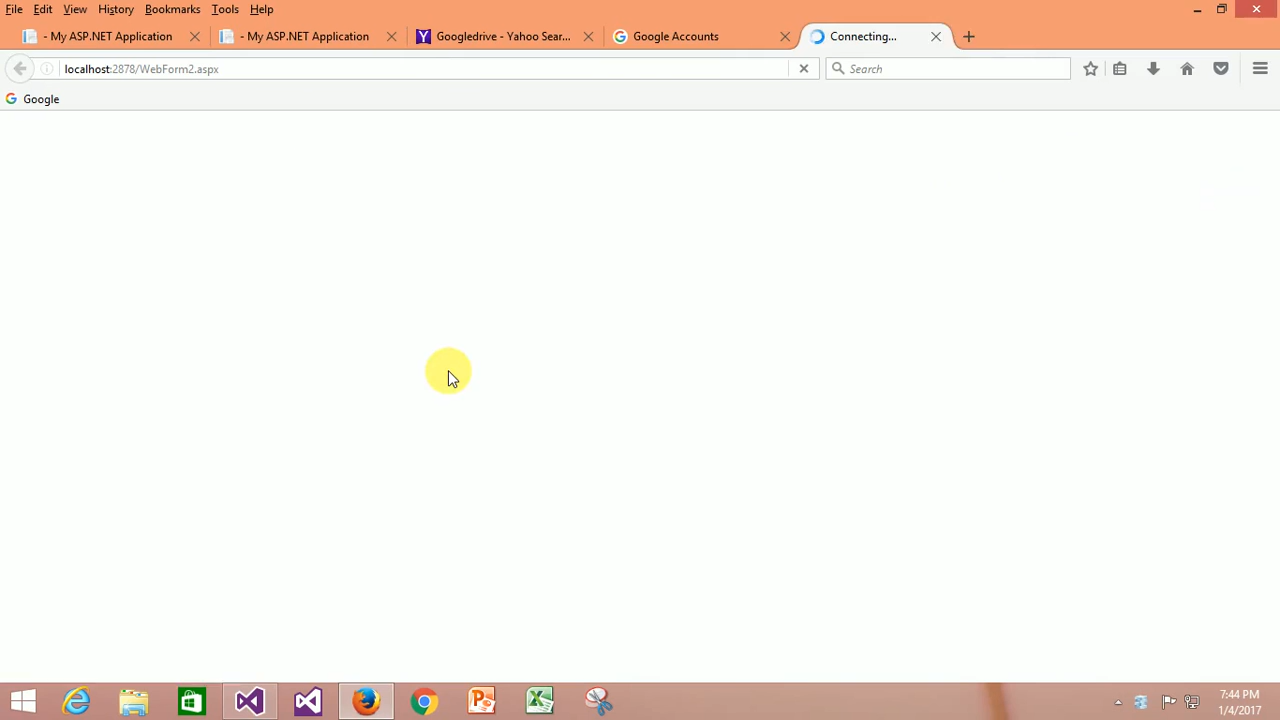 File Edit View History Bookmarks Tools Help
- My ASP.NET Application - My ASP.NET Application Googledrive - Yahoo Sear... Google Accounts Connecting...
localhost:2878/WebForm2.aspx Search
Google
7:44 PM
1/4/2017